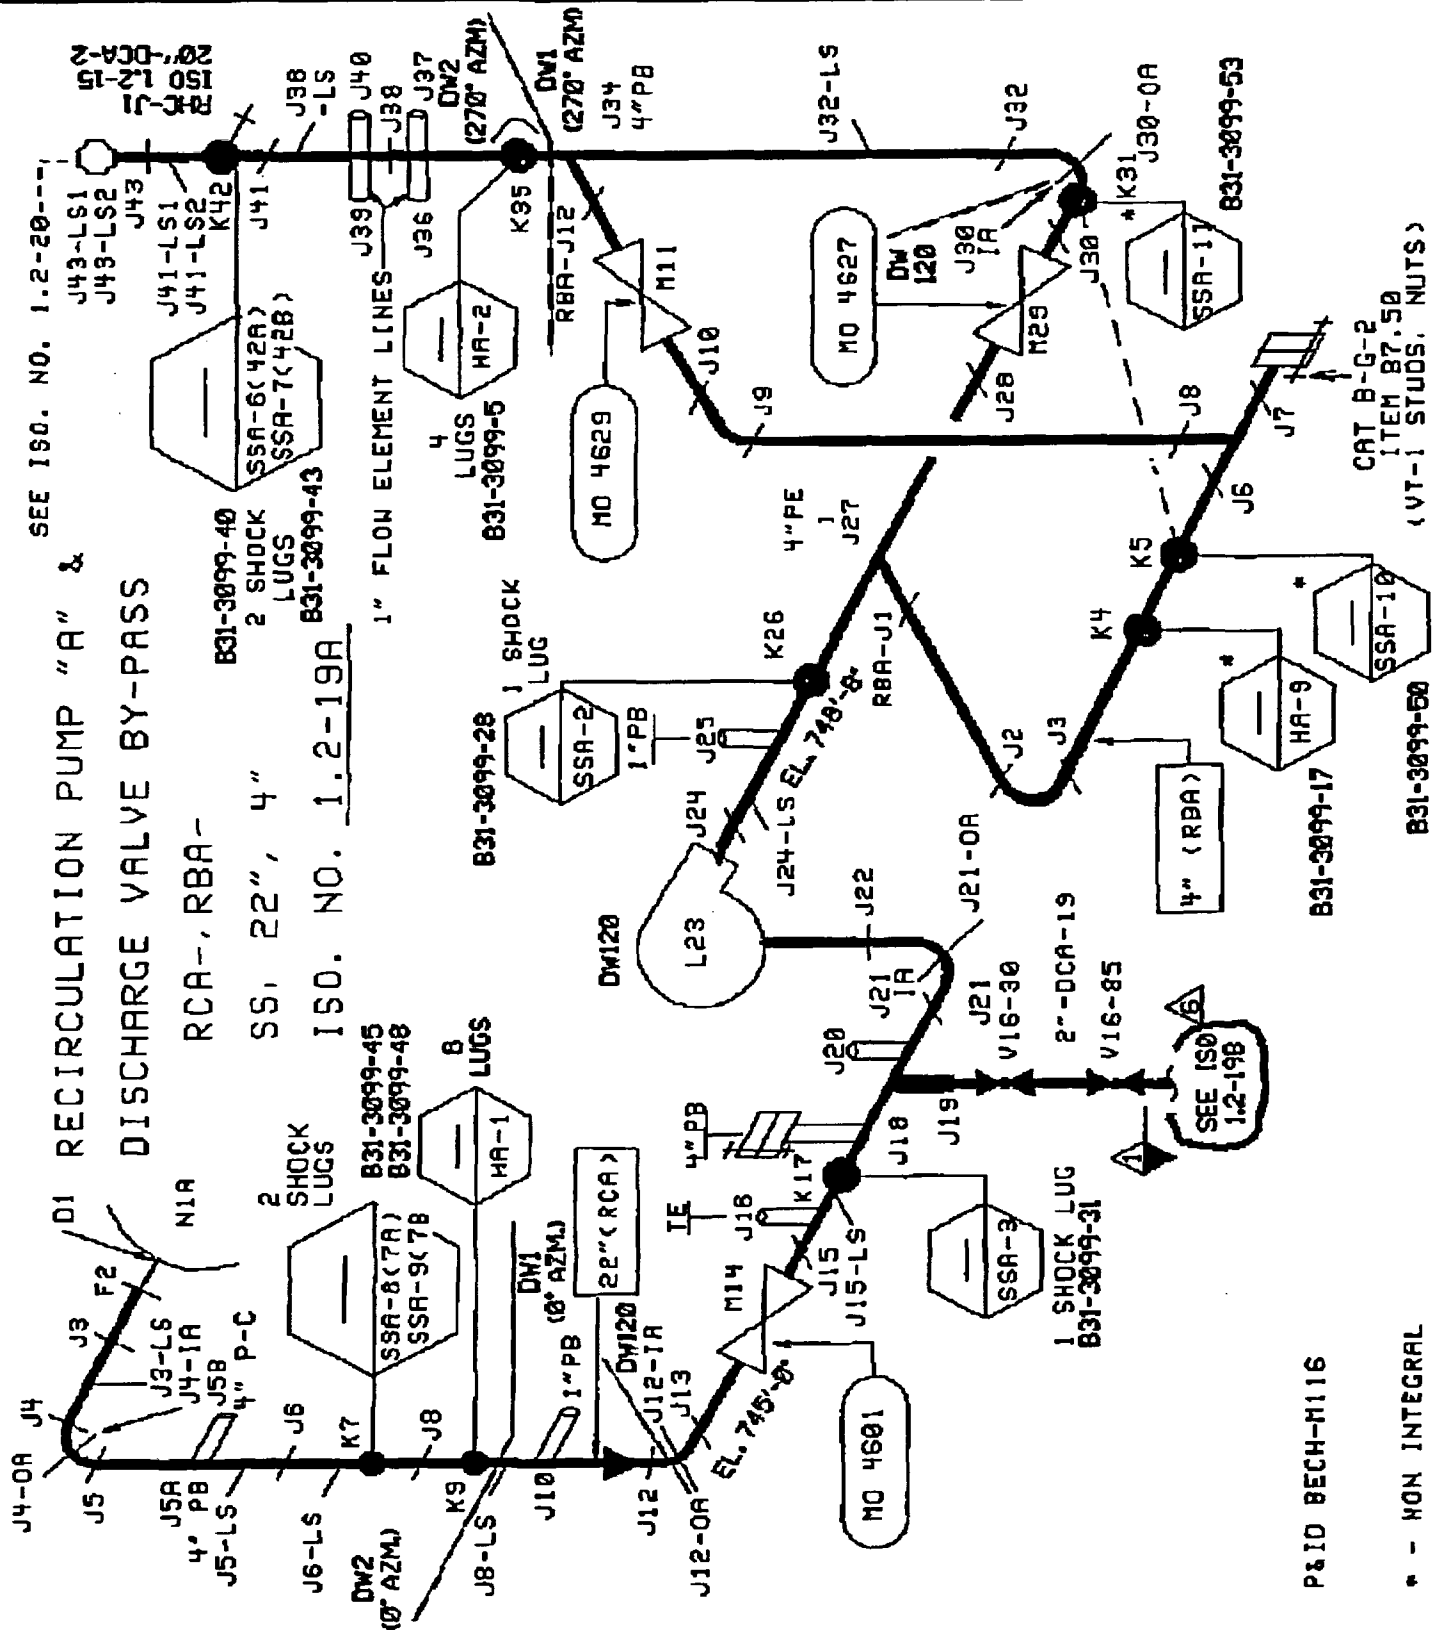 RECIRCULATION PUMP "A" &
DISCHARGE VALVE BY-PASS
RCA-, RBA-
SS, 22", 4"
ISO. NO. 1.2-19A
SEE ISO. NO. 1.2-20
RHC-J1
ISO 1.2-15
20"-DCA-2
J43-LS1
J43-LS2
J43
J41-LS1
J41-LS2
K42
J41
J38
-LS
SSA-6(42A)
SSA-7(42B)
B31-3099-40
2 SHOCK
LUGS
B31-3099-43
1" FLOW ELEMENT LINES
J39
J40
J38
J36
J37
DW2
(270° AZM)
K35
HA-2
4
LUGS
B31-3099-5
DW1
(270° AZM)
J34
4"PB
RBA-J12
M11
MO 4629
J10
J9
J32-LS
J32
J30-OA
K31
*
J30
IA
DW
120
J30
MO 4627
M29
J28
SSA-11
B31-3099-53
J8
J7
J6
CAT B-G-2
ITEM B7.50
(VT-1 STUDS, NUTS)
K5
*
SSA-10
B31-3099-50
K4
*
HA-9
B31-3099-17
4" (RBA)
J3
J2
RBA-J1
4"PE
1
J27
K26
1 SHOCK
LUG
SSA-2
B31-3099-28
1"PB
J25
EL. 748'-8"
J24
J24-LS
L23
DW120
J22
J21-OA
J21
IA
J21
J20
V16-30
2"-DCA-19
V16-85
6
SEE ISO
1.2-19B
1
J19
J18
4"PB
K17
TE
J16
J15
J15-LS
SSA-3
1 SHOCK LUG
B31-3099-31
M14
MO 4601
EL. 745'-0"
J13
J12-IA
DW120
J12
J12-OA
22"(RCA)
1"PB
J10
DW1
(0° AZM.)
J8-LS
DW2
(0° AZM.)
K9
HA-1
8
LUGS
J8
K7
SSA-8(7A)
SSA-9(7B
2
SHOCK
LUGS
B31-3099-45
B31-3099-48
J6-LS
J6
J5-LS
J5A
4" PB
J5B
4" P-C
J5
J4-OA
J4
J4-IA
J3-LS
J3
F2
D1
N1A
P&ID BECH-M116
* - NON INTEGRAL